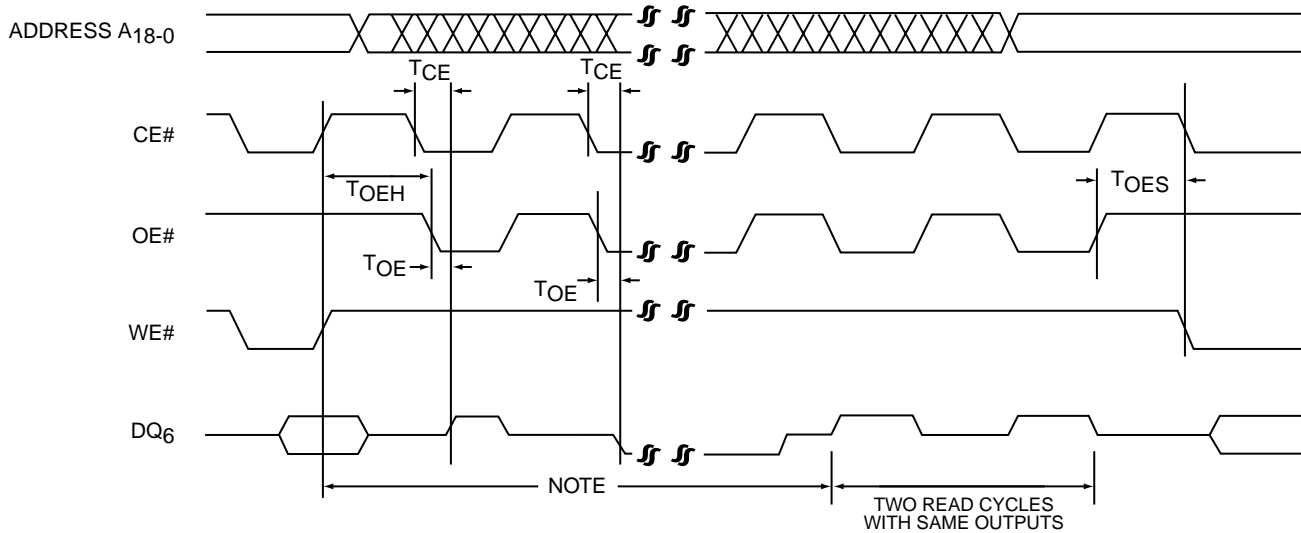 ADDRESS A18-0
TCE TCE
CE#
TOEH TOES
OE#
TOE TOE
WE#
DQ6
NOTE
TWO READ CYCLES
WITH SAME OUTPUTS